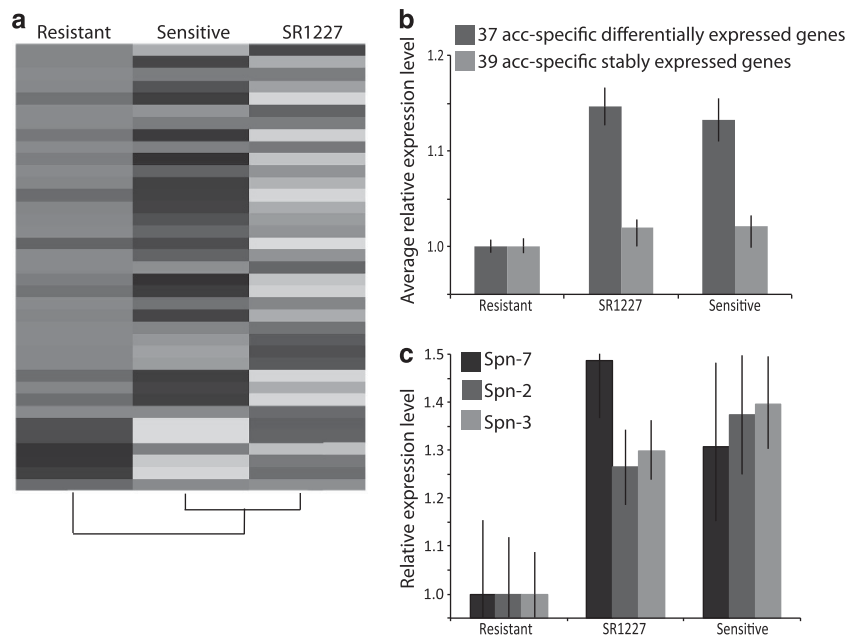 a
Resistant Sensitive SR1227
b
37 acc-specific differentially expressed genes
39 acc-specific stably expressed genes
Average relative expression level
1.2
1.1
1.0
Resistant SR1227 Sensitive
c
Spn-7
Spn-2
Spn-3
Relative expression level
1.5
1.4
1.3
1.2
1.1
1.0
Resistant SR1227 Sensitive